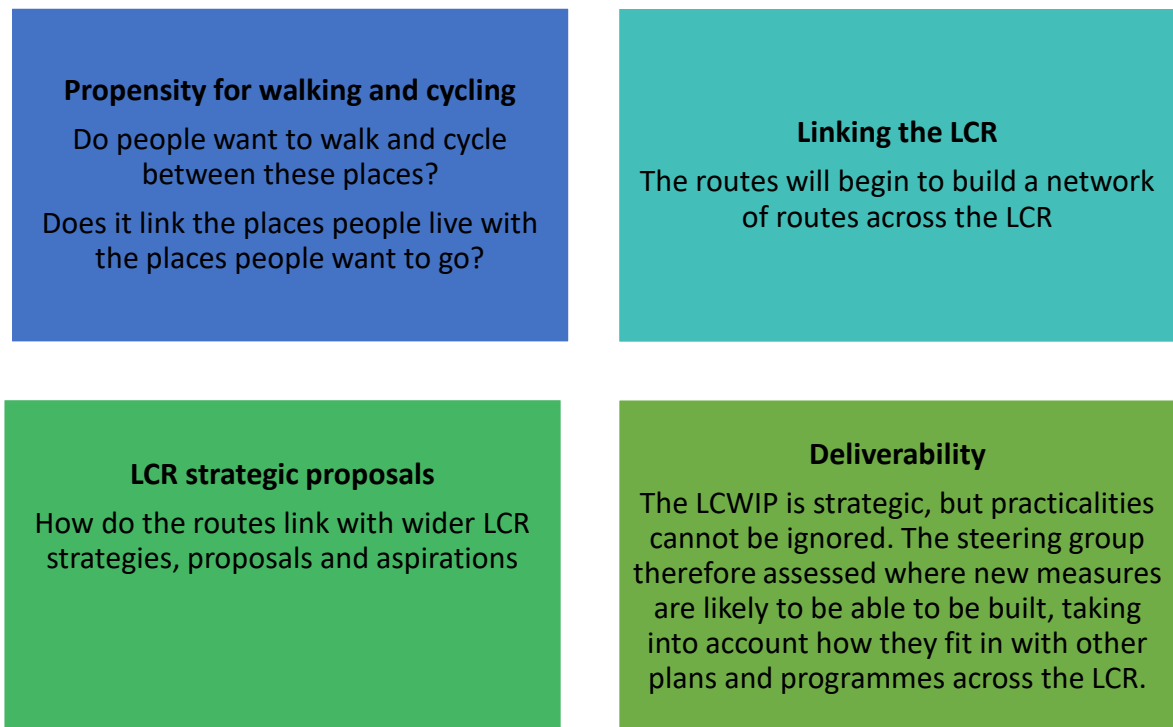 Propensity for walking and cycling
Do people want to walk and cycle
between these places?
Does it link the places people live with
the places people want to go?
Linking the LCR
The routes will begin to build a network
of routes across the LCR
LCR strategic proposals
How do the routes link with wider LCR
strategies, proposals and aspirations
Deliverability
The LCWIP is strategic, but practicalities
cannot be ignored. The steering group
therefore assessed where new measures
are likely to be able to be built, taking
into account how they fit in with other
plans and programmes across the LCR.